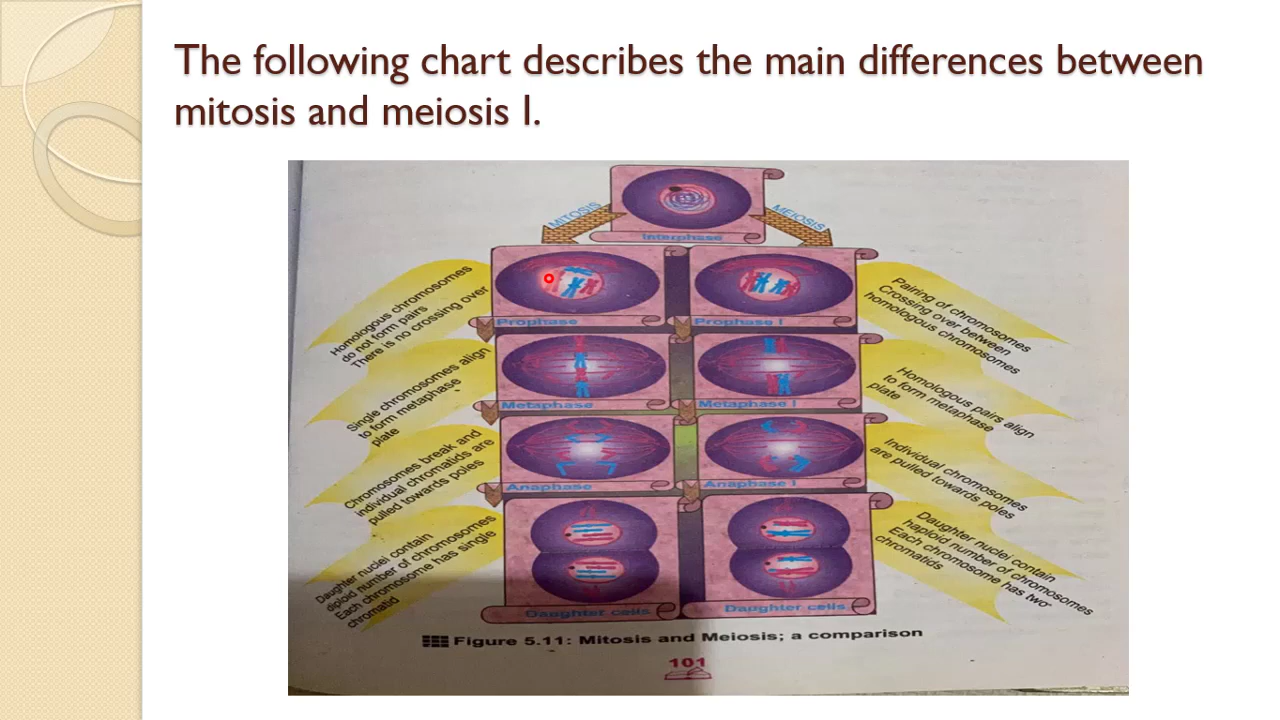 The following chart describes the main differences between
mitosis and meiosis I.
MITOSIS
MEIOSIS
Interphase
Homologous chromosomes
do not form pairs
There is no crossing over
Prophase
Prophase I
Pairing of chromosomes
Crossing over between
homologous chromosomes
Single chromosomes align
to form metaphase
plate
Metaphase
Metaphase I
Homologous pairs align
to form metaphase
plate
Chromosomes break and
individual chromatids are
pulled towards poles
Anaphase
Anaphase I
Individual chromosomes
are pulled towards poles
Daughter nuclei contain
diploid number of chromosomes
Each chromosome has single
chromatid
Daughter cells
Daughter cells
Daughter nuclei contain
haploid number of chromosomes
Each chromosome has two
chromatids
Figure 5.11: Mitosis and Meiosis; a comparison
101